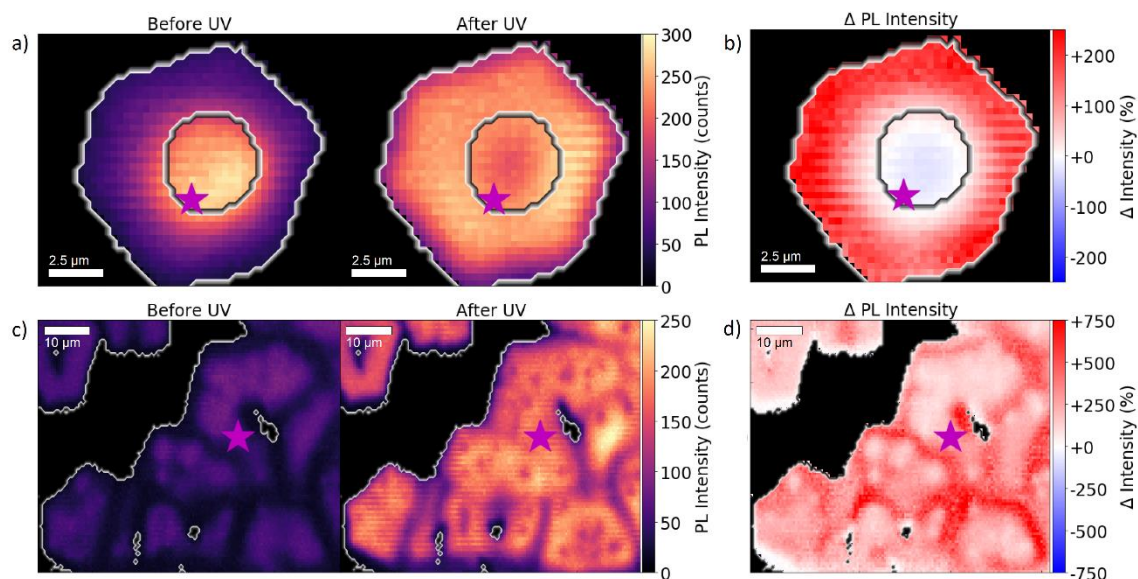 Before UV
After UV
Δ PL Intensity
a)
b)
300
250
200
150
100
50
0
PL Intensity (counts)
+200
+100
+0
-100
-200
Δ Intensity (%)
2.5 µm
2.5 µm
2.5 µm
Before UV
After UV
Δ PL Intensity
c)
d)
10 µm
10 µm
10 µm
250
200
150
100
50
0
PL Intensity (counts)
+750
+500
+250
+0
-250
-500
-750
Δ Intensity (%)